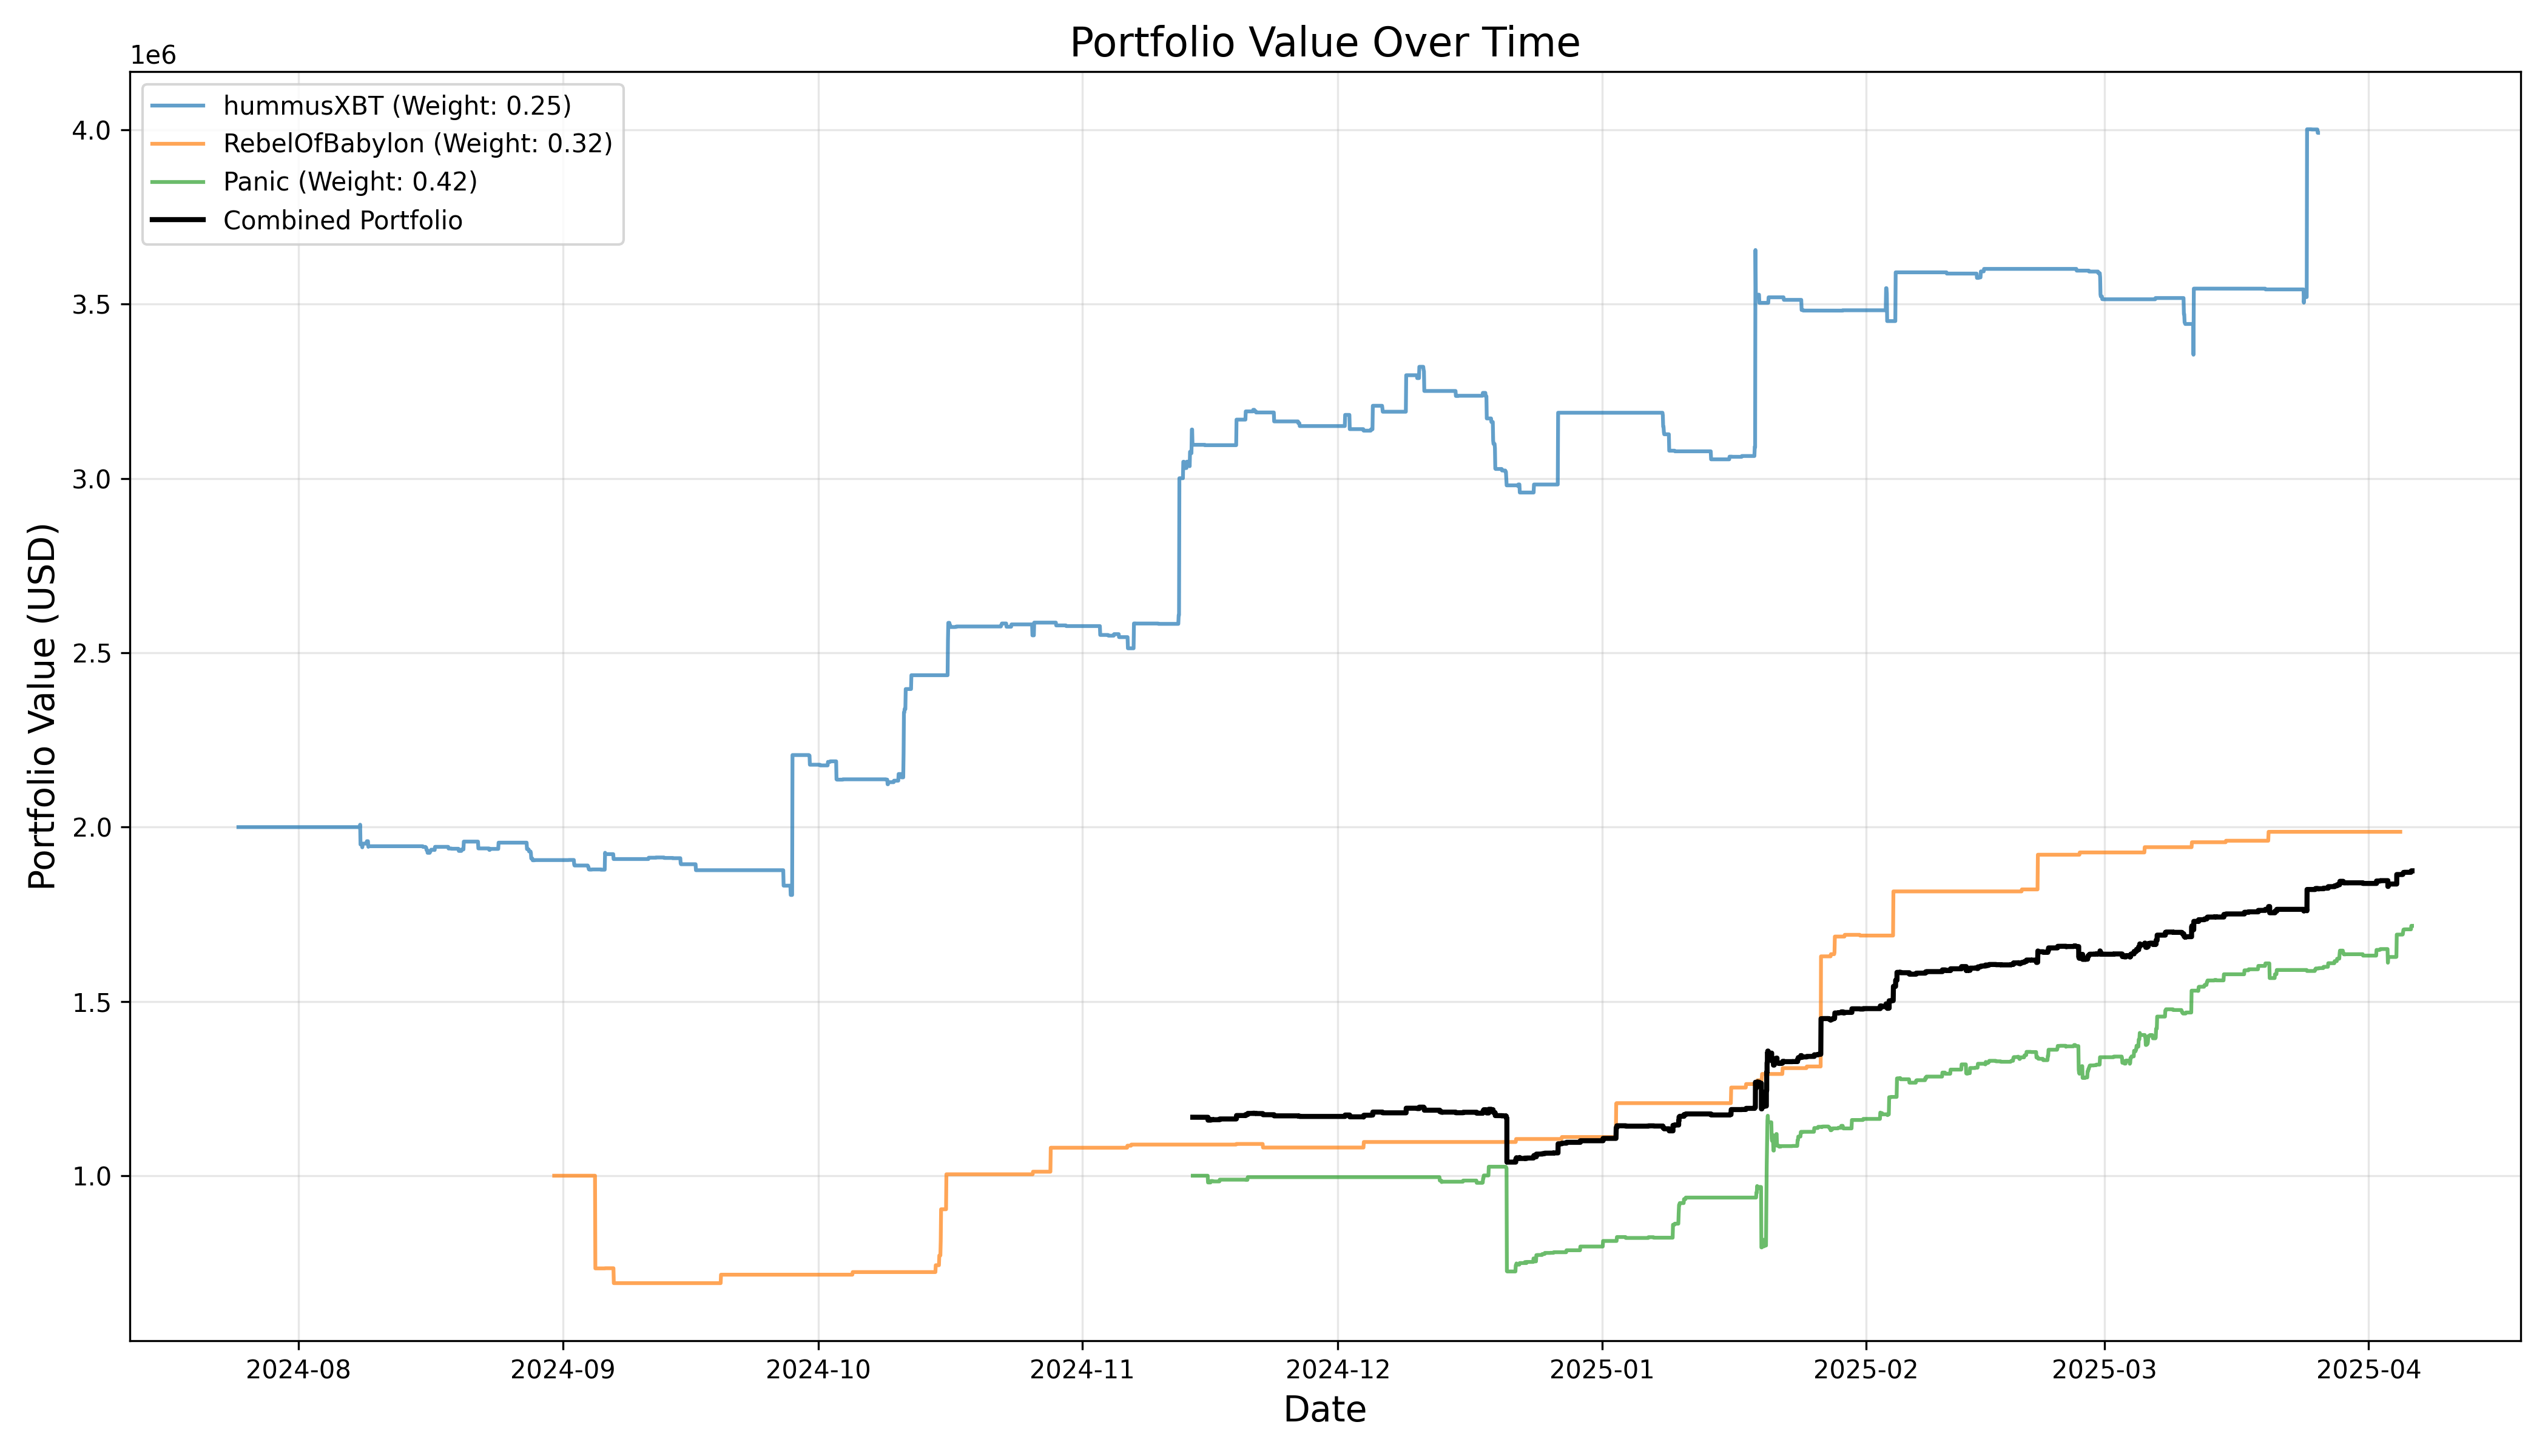 Portfolio Value Over Time
1e6
hummusXBT (Weight: 0.25)
RebelOfBabylon (Weight: 0.32)
Panic (Weight: 0.42)
Combined Portfolio
4.0
3.5
3.0
2.5
2.0
1.5
1.0
Portfolio Value (USD)
2024-08
2024-09
2024-10
2024-11
2024-12
2025-01
2025-02
2025-03
2025-04
Date